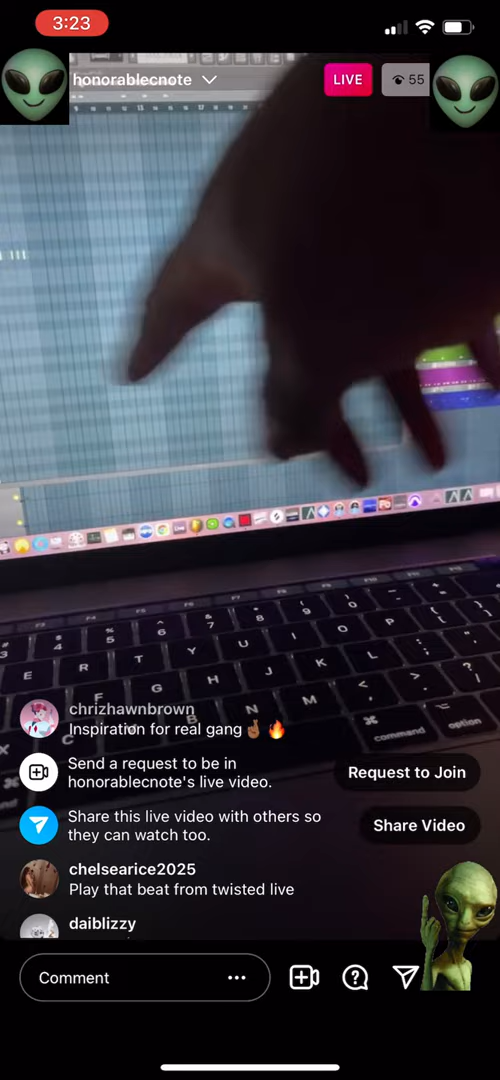 3:23
honorablecnote
LIVE
55
chrizhawnbrown
Inspiration for real gang🤞🏾🔥
Send a request to be in
honorablecnote's live video.
Request to Join
Share this live video with others so
they can watch too.
Share Video
chelsearice2025
Play that beat from twisted live
daiblizzy
Comment
command
option